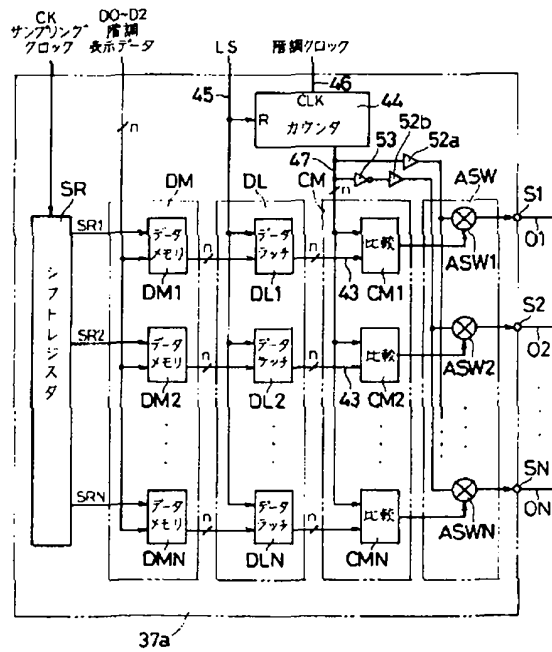 CK
サンプリング
クロック
D0~D2
階調
表示データ
LS
階調クロック
46
45
CLK
44
R
カウンタ
n
47
53
52b
52a
n
SR
DM
DL
CM
ASW
S1
SR1
データ
メモリ
n
データ
ラッチ
n
比較
O1
DM1
DL1
43
CM1
ASW1
シフトレジスタ
S2
SR2
データ
メモリ
n
データ
ラッチ
n
比較
O2
DM2
DL2
43
CM2
ASW2
SN
SRN
データ
メモリ
n
データ
ラッチ
n
比較
ON
DMN
DLN
CMN
ASWN
37a